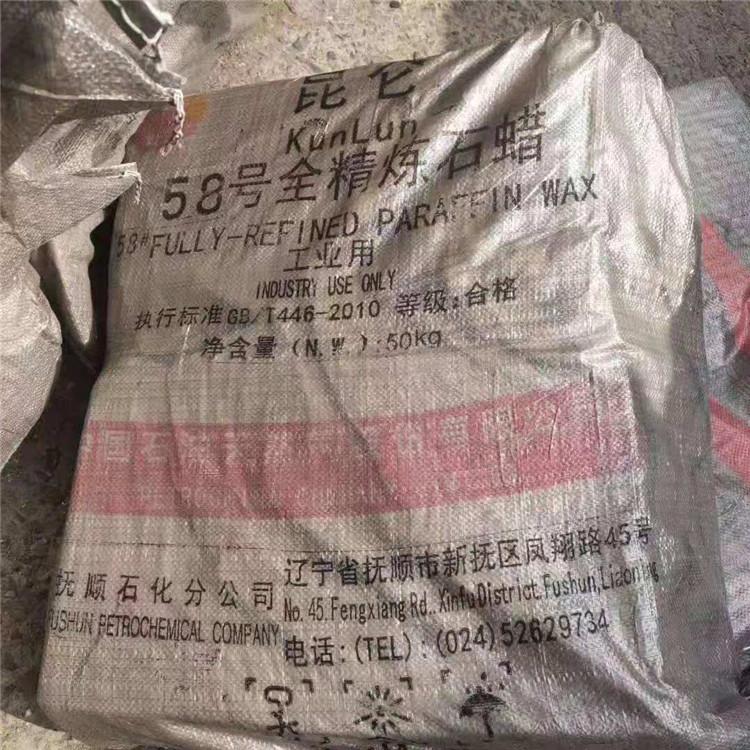 昆仑
KunLun
58号全精炼石蜡
58#FULLY-REFINED PARAFFIN WAX
工业用
INDUSTRY USE ONLY
执行标准GB/T446-2010 等级:合格
净含量 (N.W.):50kg
中国石油
抚顺石化分公司
FUSHUN PETROCHEMICAL COMPANY
辽宁省抚顺市新抚区凤翔路45号
No.45.Fengxiang Rd., Xinfu District, Fushun, Liaoning
电话:(TEL):(024)52629734